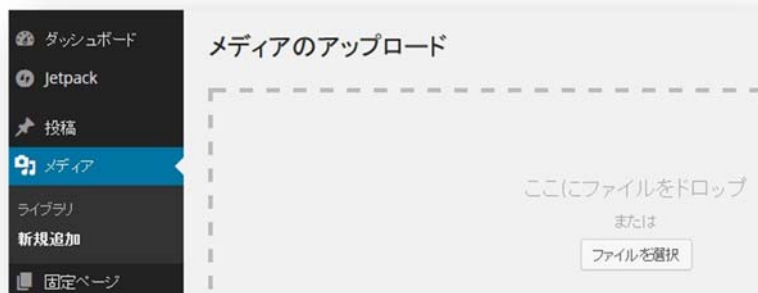 ダッシュボード
Jetpack
投稿
メディア
ライブラリ
新規追加
固定ページ
メディアのアップロード
ここにファイルをドロップ
または
ファイルを選択